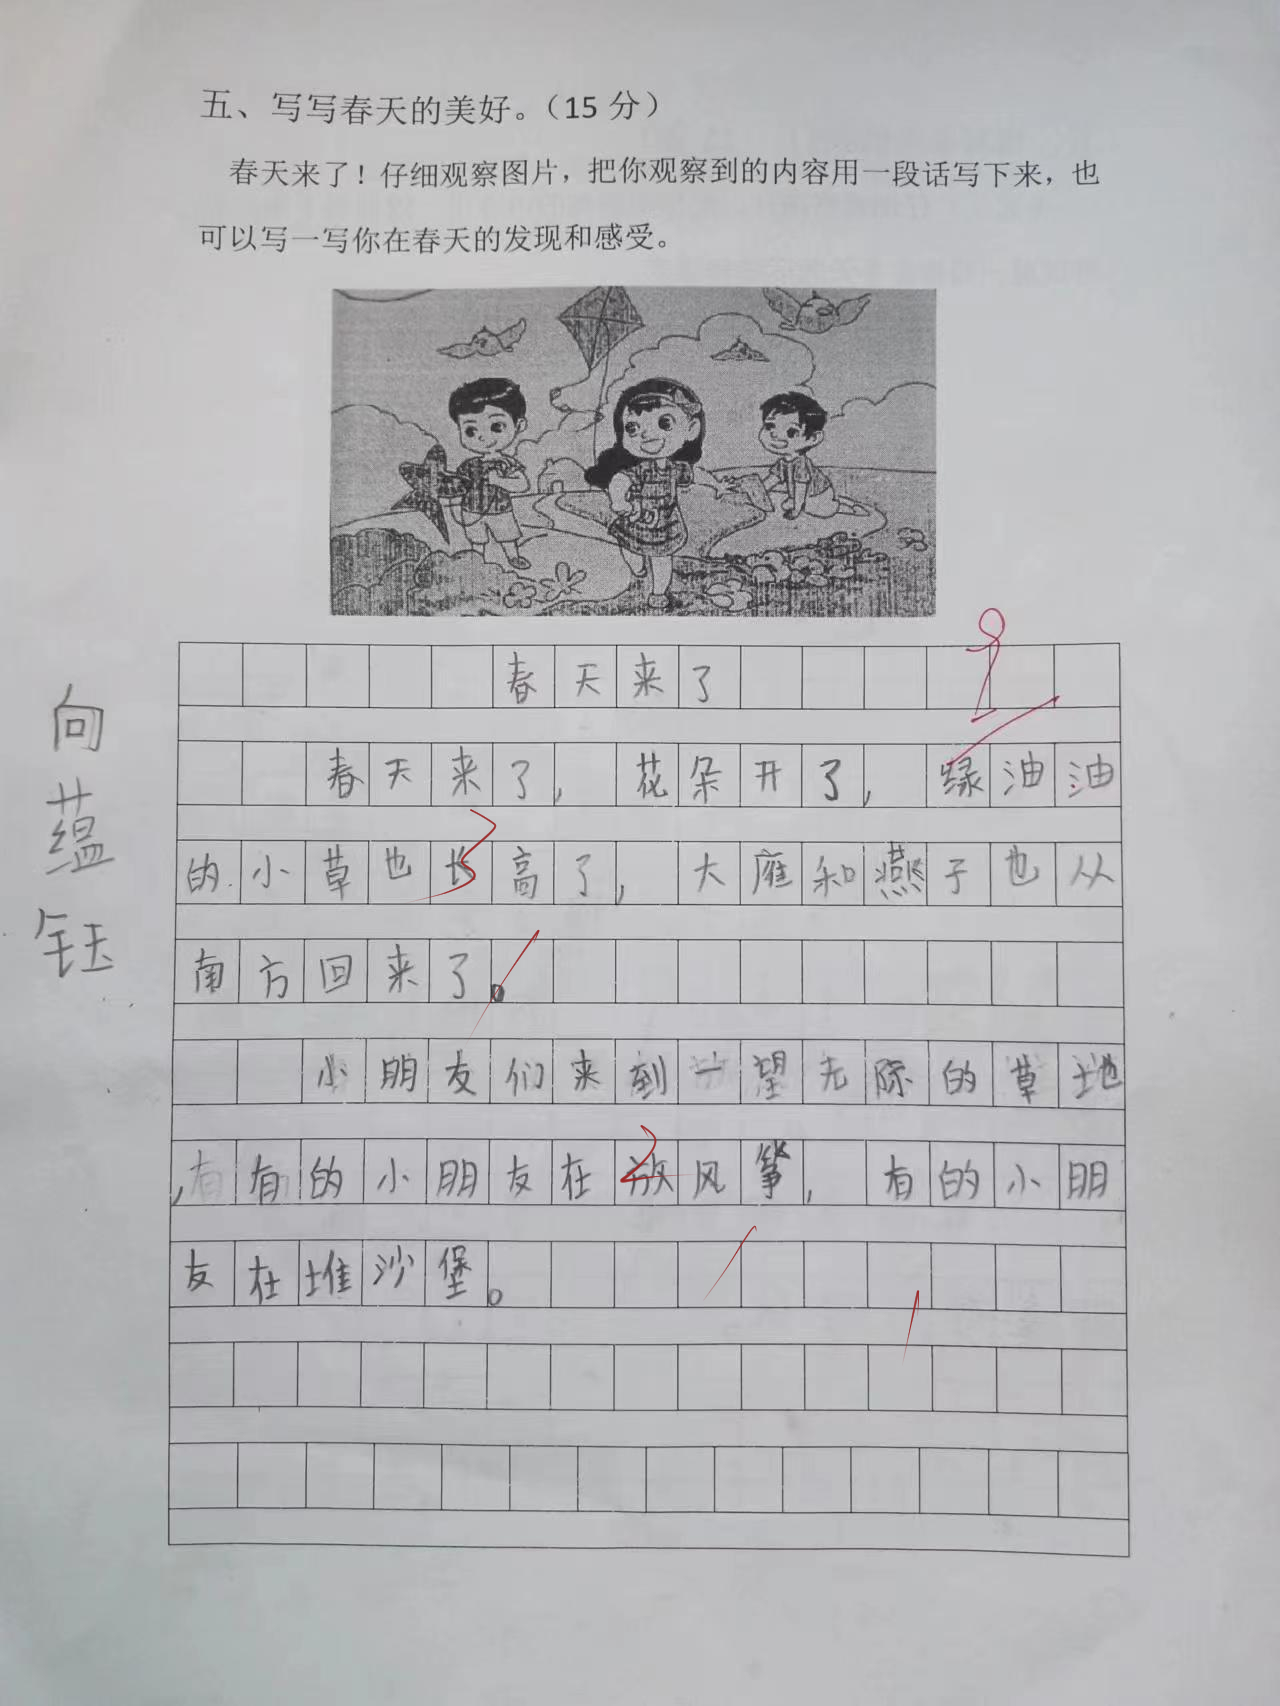 五、写写春天的美好。（15 分）
春天来了！仔细观察图片，把你观察到的内容用一段话写下来，也
可以写一写你在春天的发现和感受。
春天来了
春天来了，花朵开了，绿油油
的小草也长高了，大雁和燕子也从
南方回来了。
小朋友们来到一望无际的草地
，有的小朋友在放风筝，有的小朋
友在堆沙堡。
向蕴钰